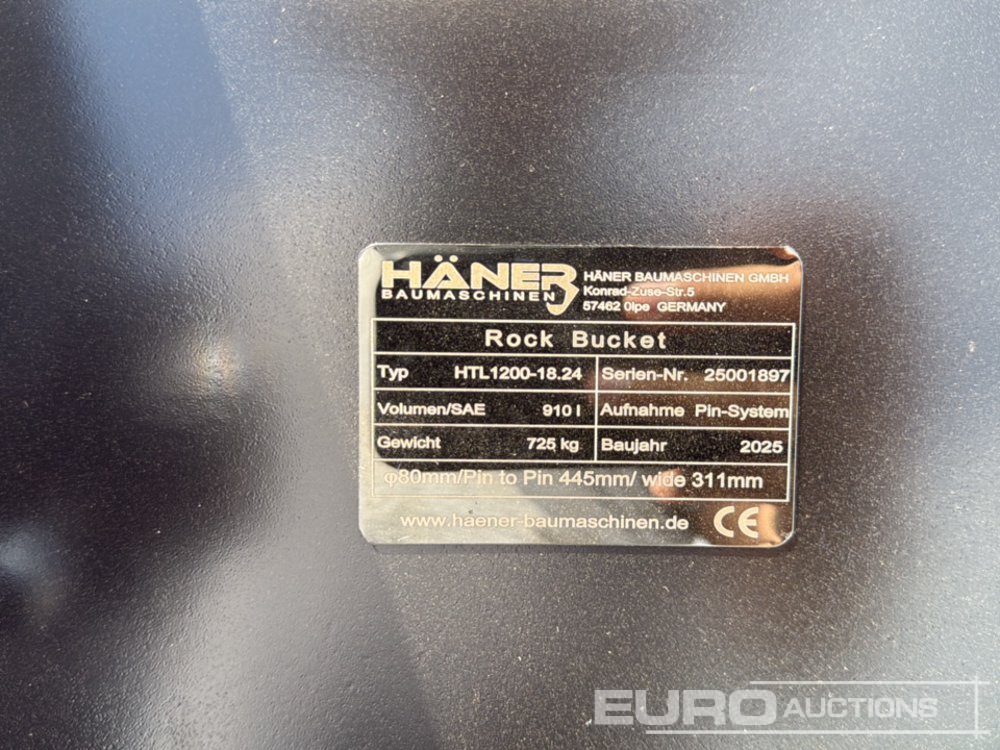 HÄNER
BAUMASCHINEN
HÄNER BAUMASCHINEN GMBH
Konrad-Zuse-Str.5
57462 Olpe GERMANY
Rock Bucket
Typ HTL1200-18.24
Serien-Nr. 25001897
Volumen/SAE 910 l
Aufnahme Pin-System
Gewicht 725 kg
Baujahr 2025
φ80mm/Pin to Pin 445mm/ wide 311mm
www.haener-baumaschinen.de CE
EURO AUCTIONS